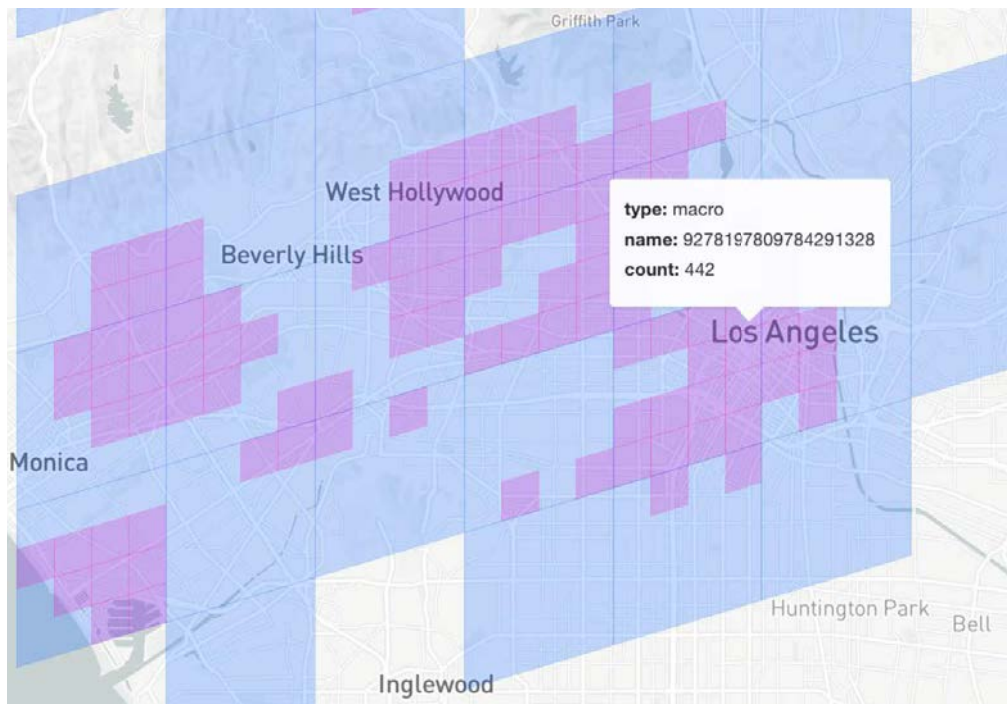 Griffith Park
West Hollywood
type: macro
name: 9278197809784291328
Beverly Hills
count: 442
Los Angeles
Monica
Huntington Park
Bell
Inglewood